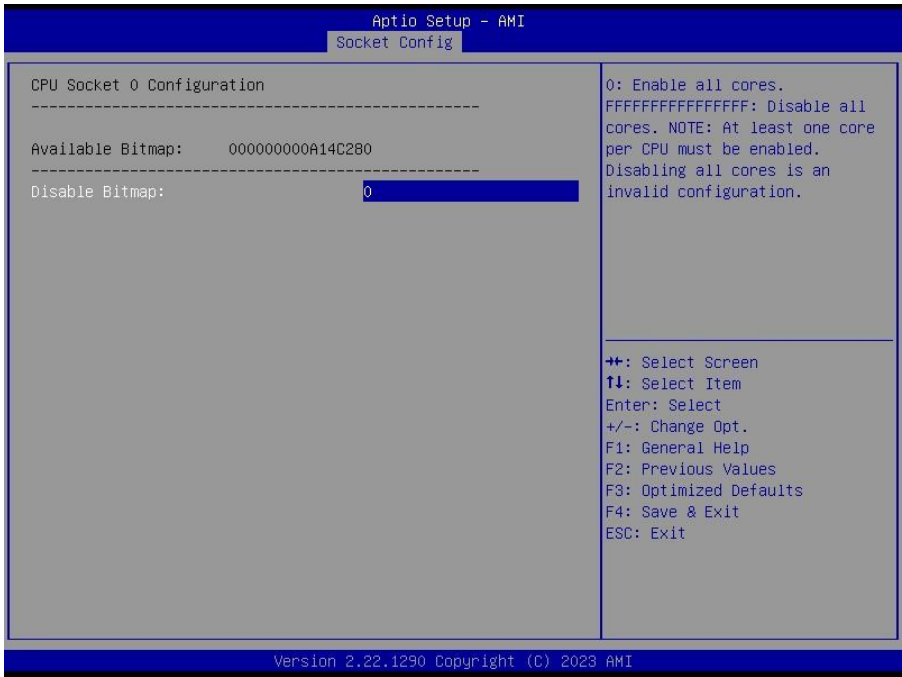 Aptio Setup - AMI
Socket Config
CPU Socket 0 Configuration
--------------------------------------------------
Available Bitmap: 000000000A14C280
--------------------------------------------------
Disable Bitmap: 0
0: Enable all cores.
FFFFFFFFFFFFFFFF: Disable all
cores. NOTE: At least one core
per CPU must be enabled.
Disabling all cores is an
invalid configuration.
→←: Select Screen
↑↓: Select Item
Enter: Select
+/-: Change Opt.
F1: General Help
F2: Previous Values
F3: Optimized Defaults
F4: Save & Exit
ESC: Exit
Version 2.22.1290 Copyright (C) 2023 AMI